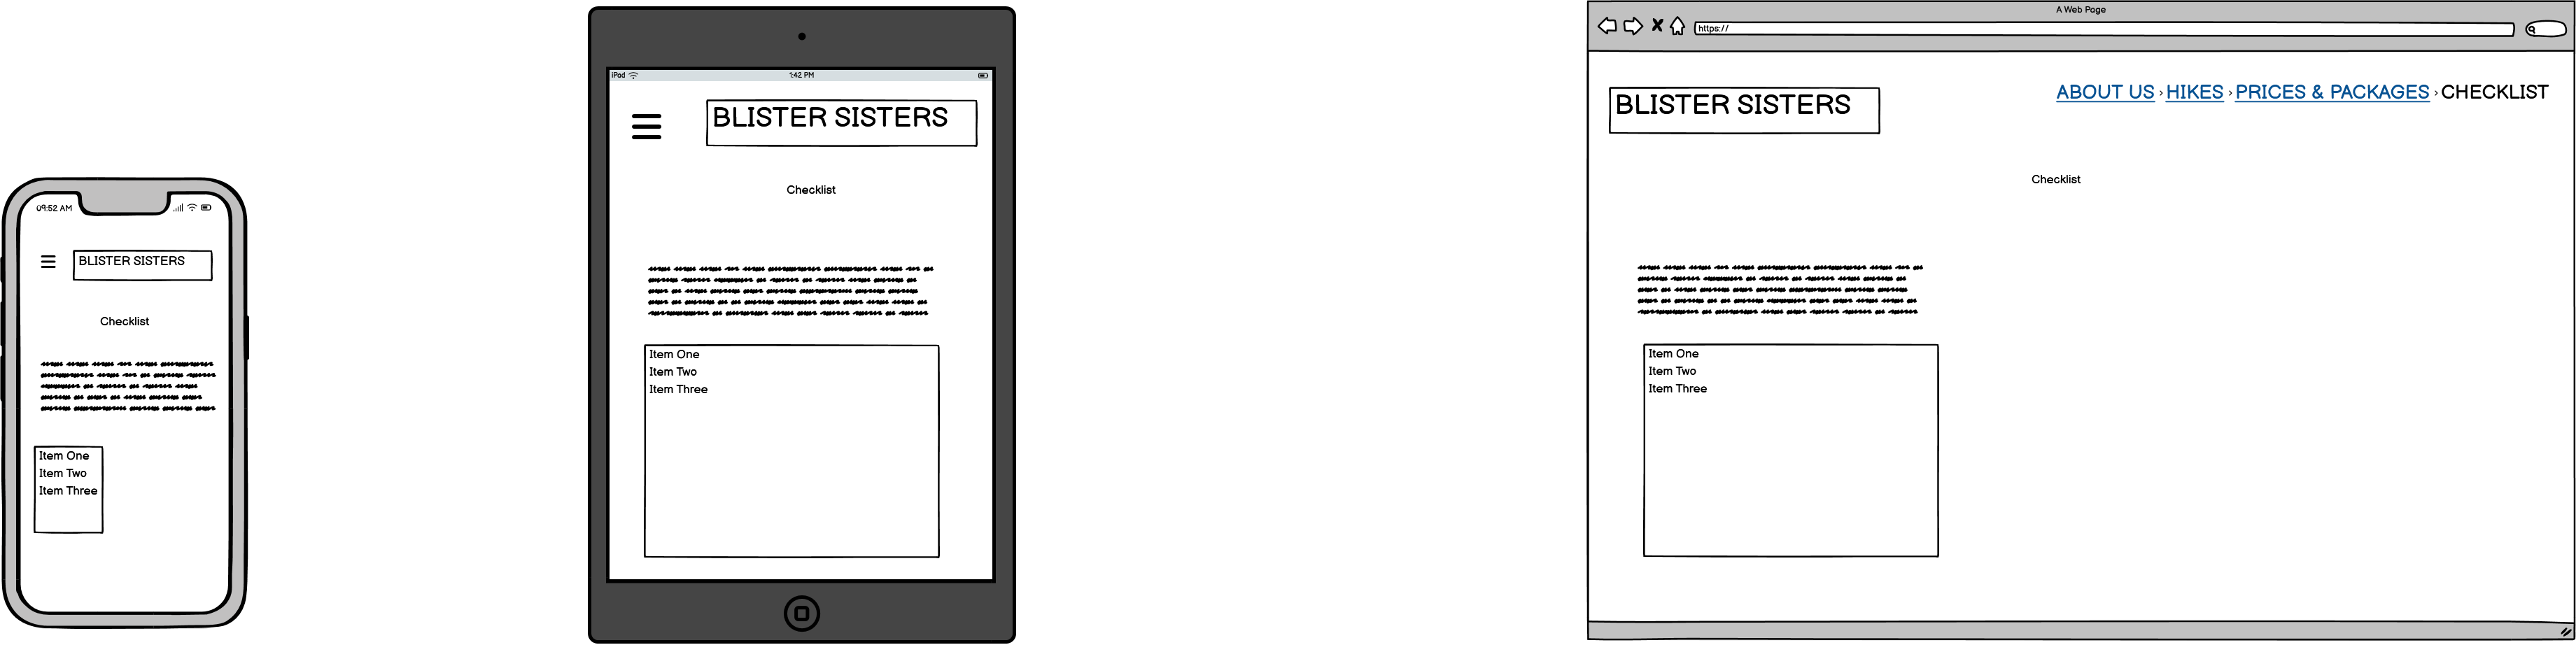 09:52 AM
BLISTER SISTERS
Checklist
Item One
Item Two
Item Three
iPod
1:42 PM
BLISTER SISTERS
Checklist
Item One
Item Two
Item Three
A Web Page
https://
BLISTER SISTERS
ABOUT US › HIKES › PRICES & PACKAGES › CHECKLIST
Checklist
Item One
Item Two
Item Three